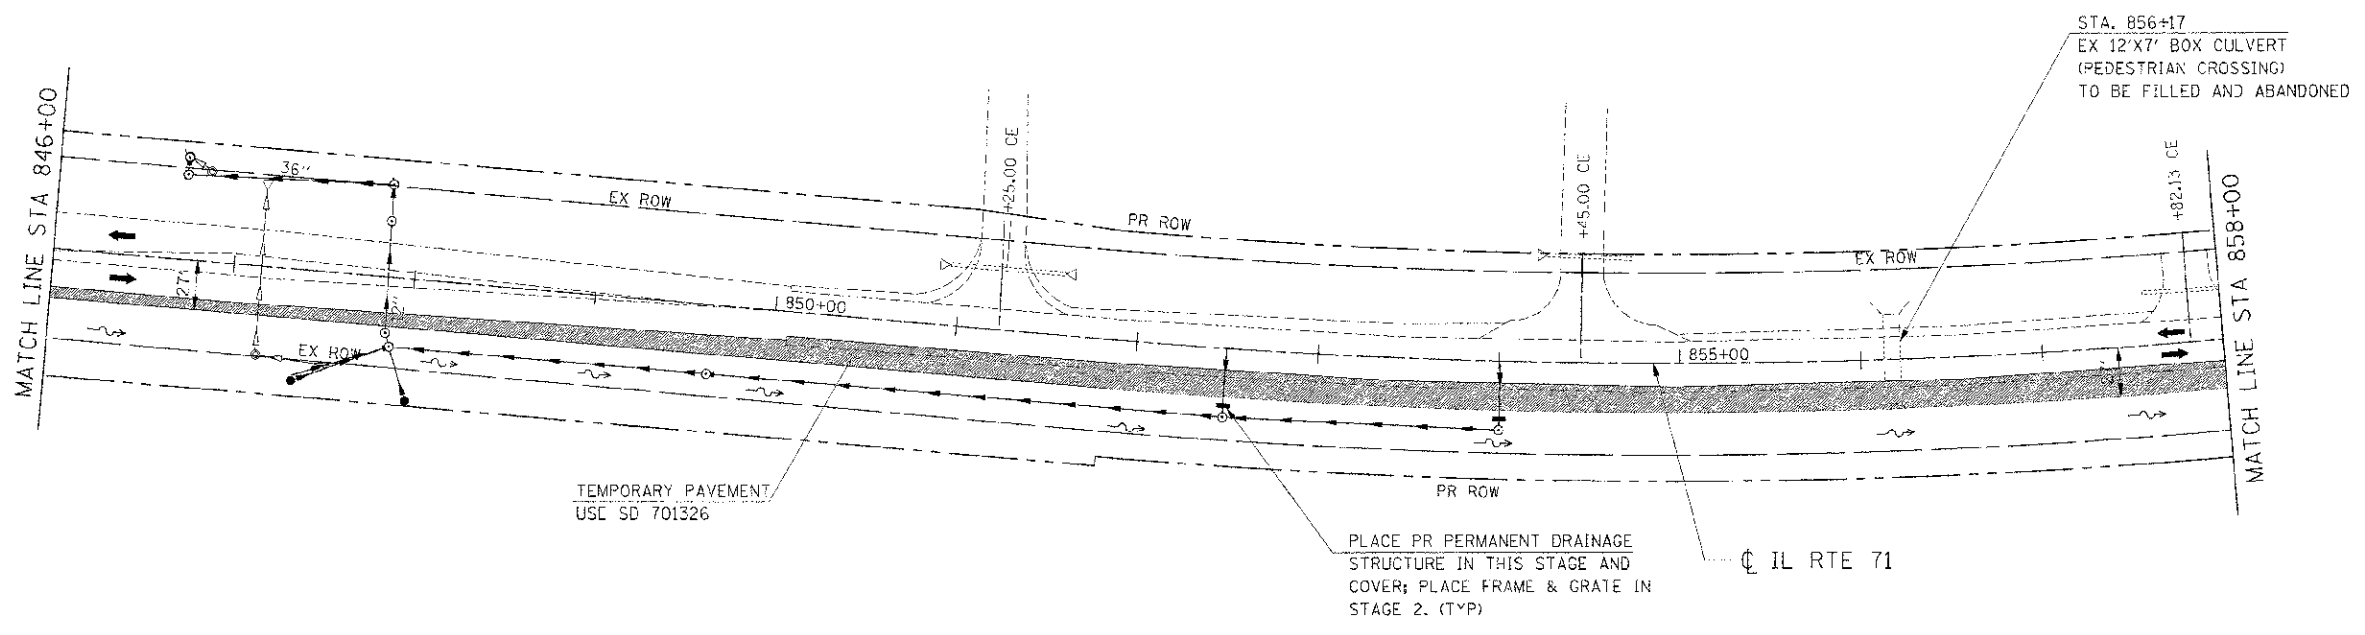 STA. 856+17
EX 12'X7' BOX CULVERT
(PEDESTRIAN CROSSING)
TO BE FILLED AND ABANDONED
MATCH LINE STA 846+00
36"
EX ROW
+25.00 CE
PR ROW
+45.00 CE
EX ROW
+82.13 CE
MATCH LINE STA 858+00
27'
850+00
EX ROW
855+00
27'
TEMPORARY PAVEMENT
USE SD 701326
PR ROW
PLACE PR PERMANENT DRAINAGE
STRUCTURE IN THIS STAGE AND
COVER; PLACE FRAME & GRATE IN
STAGE 2. (TYP)
℄ IL RTE 71